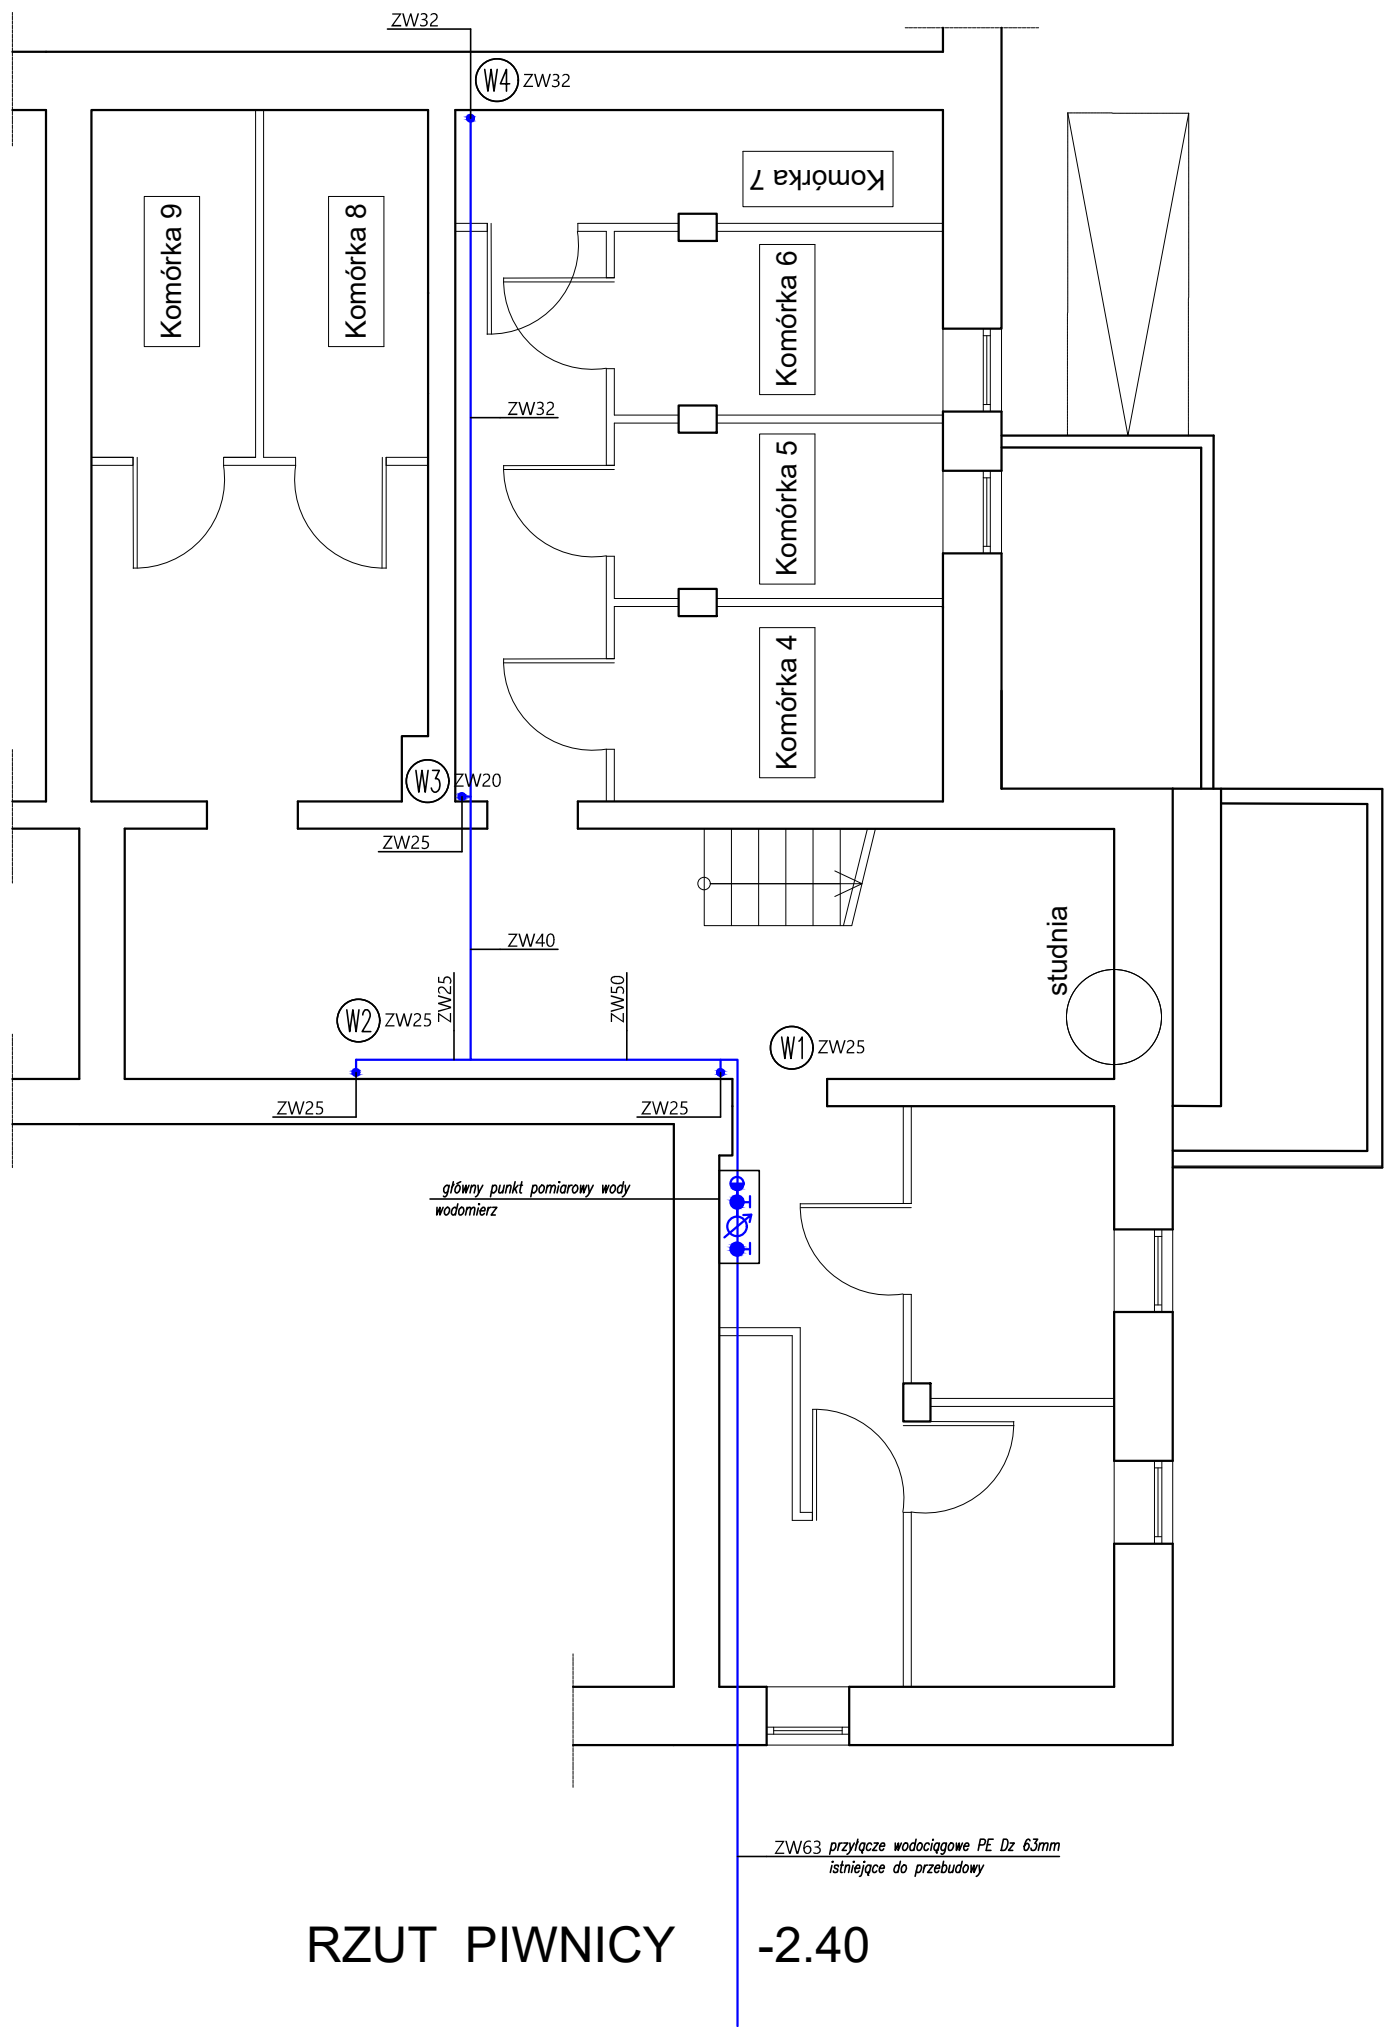 ZW32
W4 ZW32
Komórka 7
Komórka 9
Komórka 8
Komórka 6
ZW32
Komórka 5
Komórka 4
W3 ZW20
ZW25
ZW40
studnia
ZW25
ZW50
W2 ZW25
W1 ZW25
ZW25
ZW25
główny punkt pomiarowy wody
wodomierz
ZW63 przyłącze wodociągowe PE Dz 63mm
istniejące do przebudowy
RZUT PIWNICY -2.40